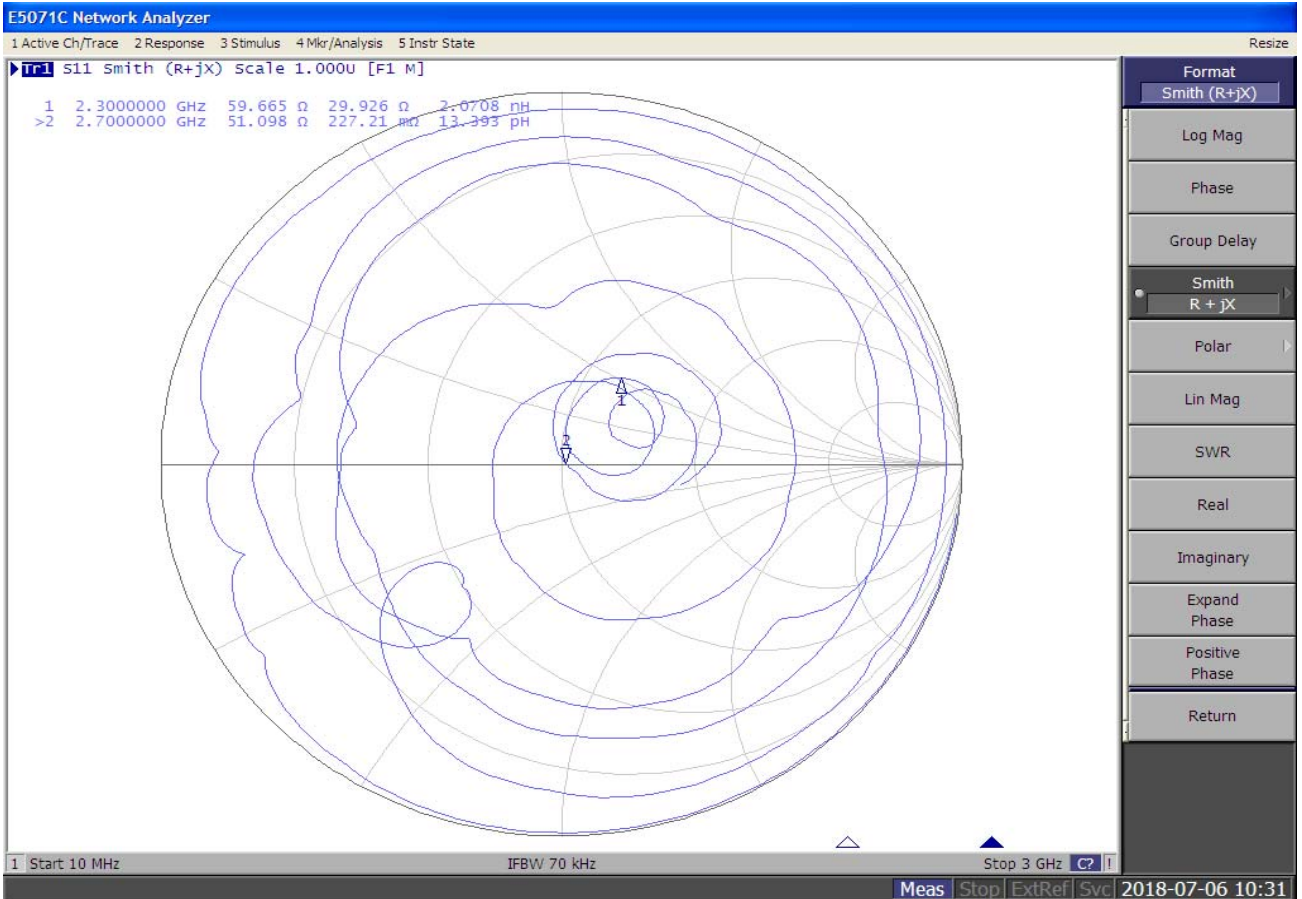 E5071C Network Analyzer
1 Active Ch/Trace 2 Response 3 Stimulus 4 Mkr/Analysis 5 Instr State Resize
Tr1 S11 Smith (R+jX) Scale 1.000U [F1 M]
1 2.3000000 GHz 59.665 Ω 29.926 Ω 2.0708 nH
>2 2.7000000 GHz 51.098 Ω 227.21 mΩ 13.393 pH
1
2
Format
Smith (R+jX)
Log Mag
Phase
Group Delay
Smith
R + jX
Polar
Lin Mag
SWR
Real
Imaginary
Expand
Phase
Positive
Phase
Return
1 Start 10 MHz IFBW 70 kHz Stop 3 GHz C? !
Meas Stop ExtRef Svc 2018-07-06 10:31